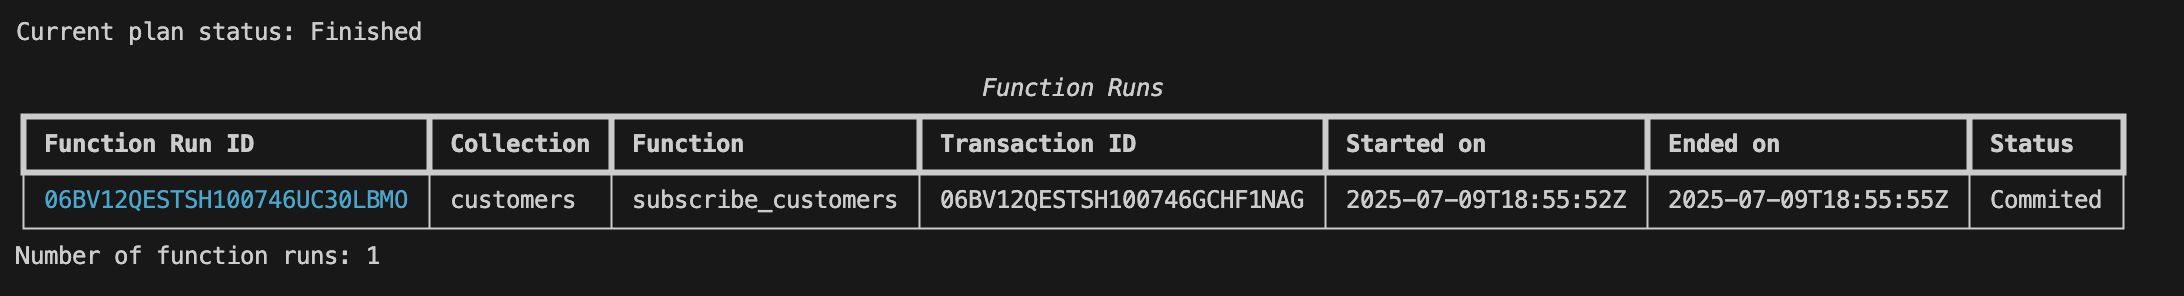 Current plan status: Finished
Function Runs
Function Run ID Collection Function Transaction ID Started on Ended on Status
06BV12QESTSH100746UC30LBMO customers subscribe_customers 06BV12QESTSH100746GCHF1NAG 2025-07-09T18:55:52Z 2025-07-09T18:55:55Z Commited
Number of function runs: 1